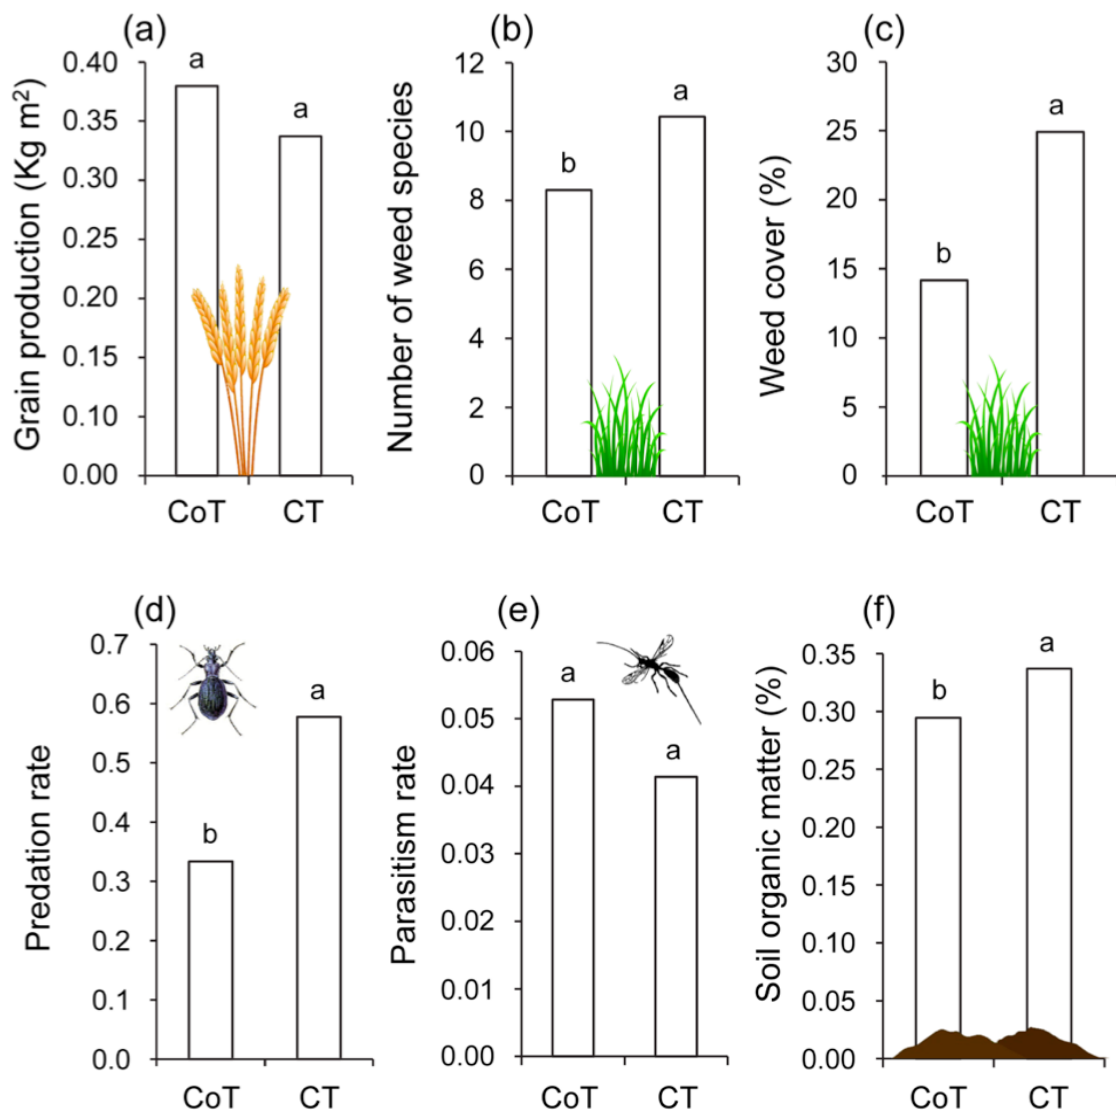 (a)
Grain production (Kg m²)
0.40
0.35
0.30
0.25
0.20
0.15
0.10
0.05
0.00
a
a
CoT CT
(b)
Number of weed species
12
10
8
6
4
2
0
b
a
CoT CT
(c)
Weed cover (%)
30
25
20
15
10
5
0
b
a
CoT CT
(d)
Predation rate
0.7
0.6
0.5
0.4
0.3
0.2
0.1
0.0
b
a
CoT CT
(e)
Parasitism rate
0.06
0.05
0.04
0.03
0.02
0.01
0.00
a
a
CoT CT
(f)
Soil organic matter (%)
0.35
0.30
0.25
0.20
0.15
0.10
0.05
0.00
b
a
CoT CT